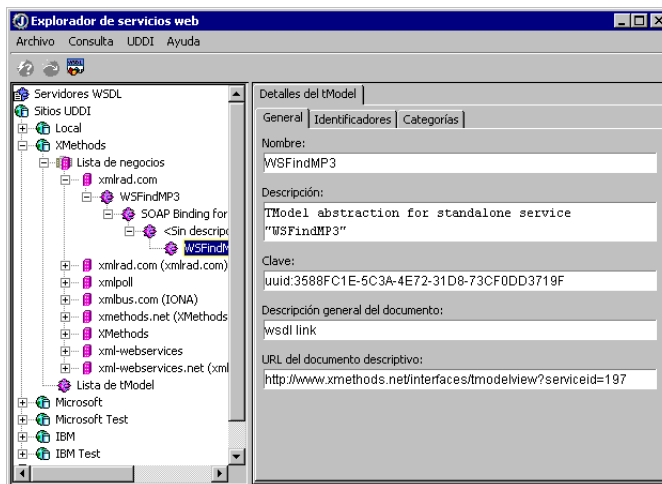 Explorador de servicios web
Archivo Consulta UDDI Ayuda
Servidores WSDL
Sitios UDDI
Local
XMethods
Lista de negocios
xmlrad.com
WSFindMP3
SOAP Binding for
<Sin descripc
WSFindM
xmlrad.com (xmlrad.com)
xmlpoll
xmlbus.com (IONA)
xmethods.net (XMethods
XMethods
xml-webservices
xml-webservices.net (xml
Lista de tModel
Microsoft
Microsoft Test
IBM
IBM Test
Detalles del tModel
General Identificadores Categorías
Nombre:
WSFindMP3
Descripción:
TModel abstraction for standalone service
"WSFindMP3"
Clave:
uuid:3588FC1E-5C3A-4E72-31D8-73CF0DD3719F
Descripción general del documento:
wsdl link
URL del documento descriptivo:
http://www.xmethods.net/interfaces/tmodelview?serviceid=197